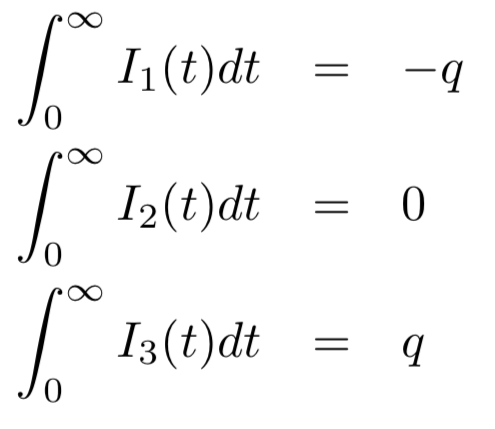 ∫₀^∞ I₁(t)dt = −q
∫₀^∞ I₂(t)dt = 0
∫₀^∞ I₃(t)dt = q